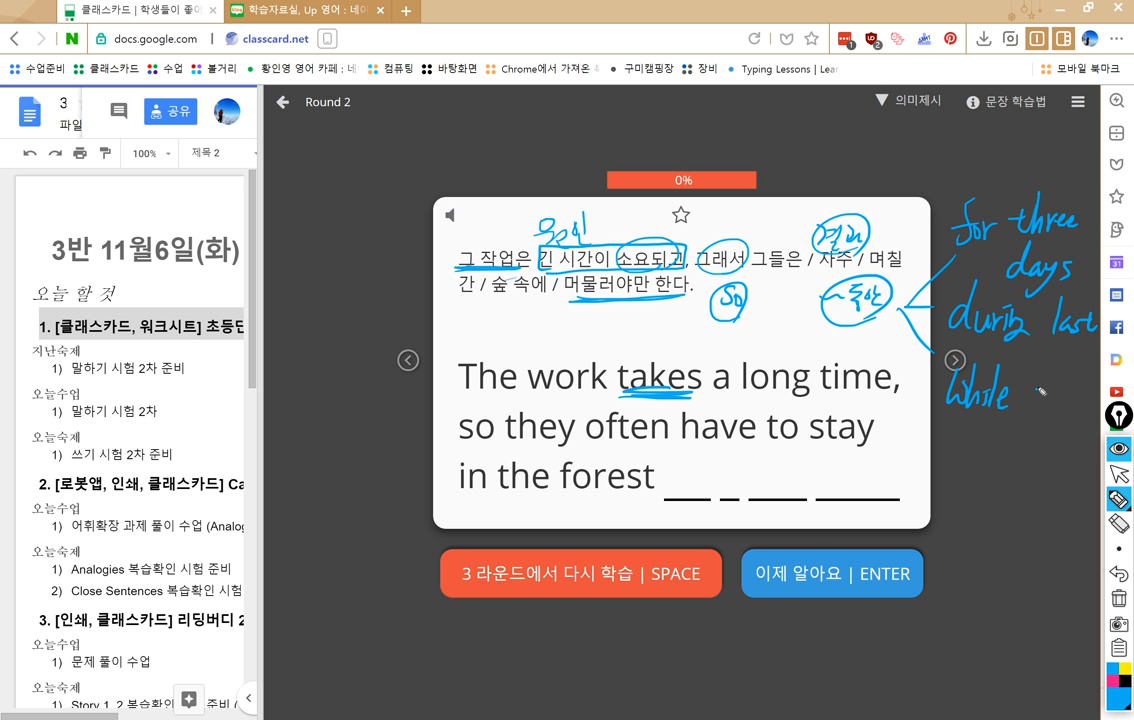 클래스카드 | 학생들이 좋아
학습자료실, Up 영어 : 네이
docs.google.com | classcard.net
수업준비 클래스카드 수업 볼거리 황인영 영어 카페 : 네 컴퓨팅 바탕화면 Chrome에서 가져온 구미캠핑장 장비 Typing Lessons | Lear 모바일 북마크
3
파일
공유
100% 제목 2
3반 11월6일(화)
오늘 할 것
1. [클래스카드, 워크시트] 초등단
지난숙제
1) 말하기 시험 2차 준비
오늘수업
1) 말하기 시험 2차
오늘숙제
1) 쓰기 시험 2차 준비
2. [로봇앱, 인쇄, 클래스카드] Ca
오늘수업
1) 어휘확장 과제 풀이 수업 (Analog
오늘숙제
1) Analogies 복습확인 시험 준비
2) Close Sentences 복습확인 시험
3. [인쇄, 클래스카드] 리딩버디 2
오늘수업
1) 문제 풀이 수업
오늘숙제
1) Story 1, 2 복습확인 준비 (
Round 2
의미제시 문장 학습법
0%
원인
결과
그 작업은 긴 시간이 소요되고, 그래서 그들은 / 자주 / 며칠
간 / 숲 속에 / 머물러야만 한다.
so
~동안
for three
days
during last
while
The work takes a long time,
so they often have to stay
in the forest
3 라운드에서 다시 학습 | SPACE
이제 알아요 | ENTER